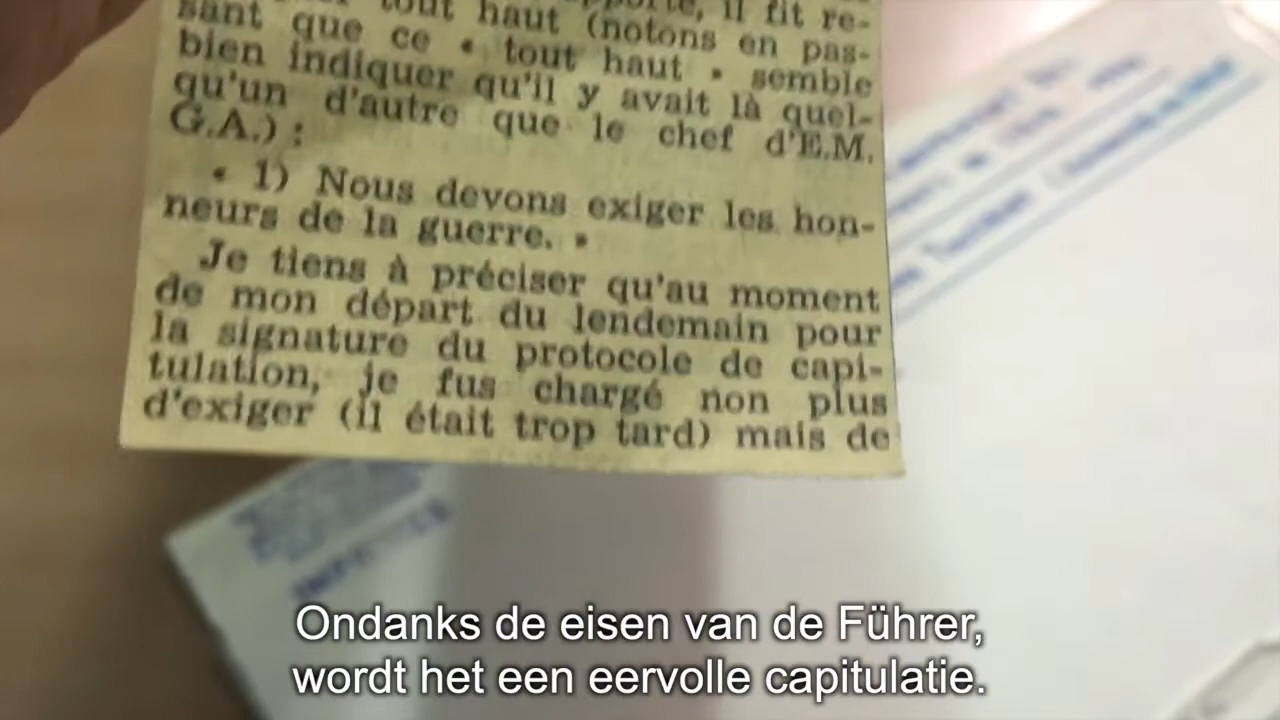 tout haut (notons en pas-
sant que ce « tout haut » semble
bien indiquer qu'il y avait là quel-
qu'un d'autre que le chef d'E.M.
G.A.) :
« 1) Nous devons exiger les hon-
neurs de la guerre. »
Je tiens à préciser qu'au moment
de mon départ du lendemain pour
la signature du protocole de capi-
tulation, je fus chargé non plus
d'exiger (il était trop tard) mais de
Ondanks de eisen van de Führer,
wordt het een eervolle capitulatie.